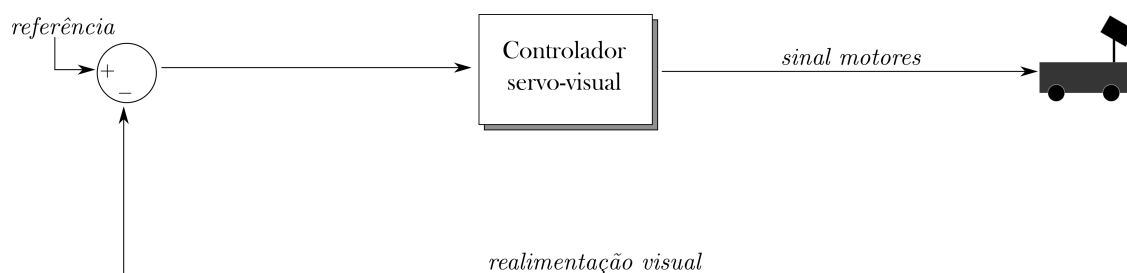 referência
+
−
Controlador
servo-visual
sinal motores
realimentação visual